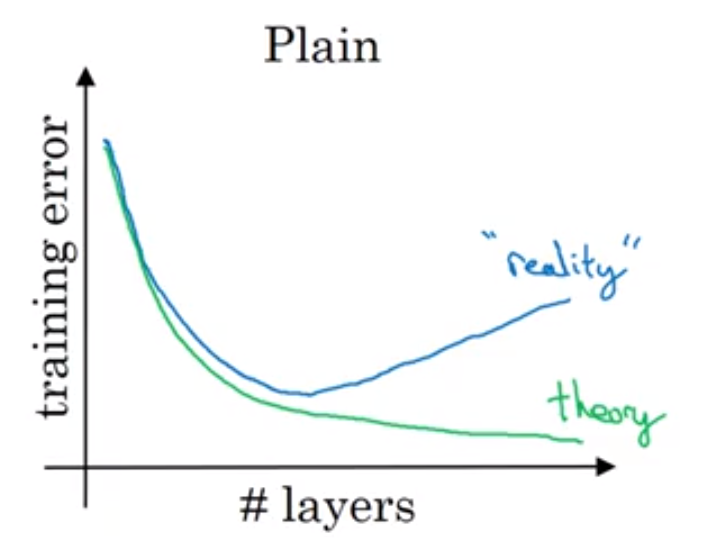 Plain
training error
"reality"
theory
# layers